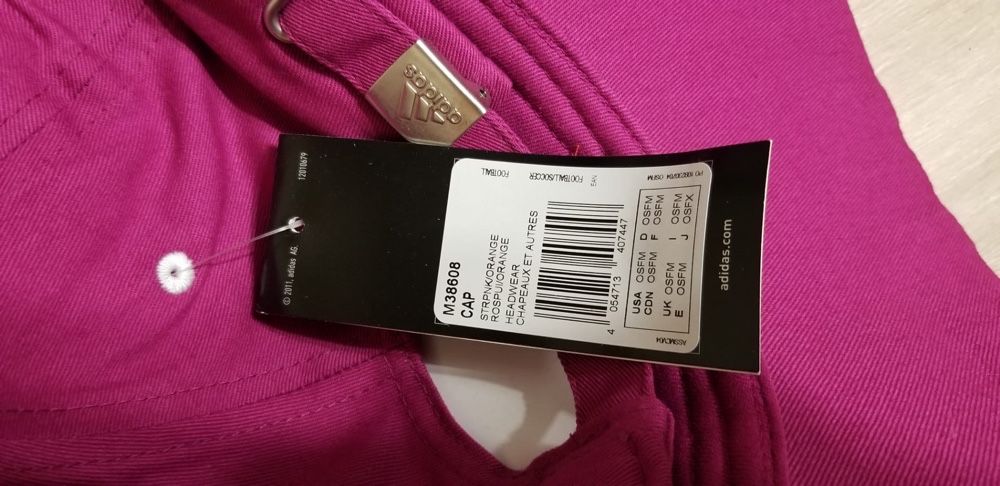 adidas
12010679
© 2011, adidas AG.
M38608
CAP
STRPNK/ORANGE
ROSPUI/ORANGE
HEADWEAR
CHAPEAUX ET AUTRES
FOOTBALL
FOOTBALL/SOCCER
EAN
4 054713 407447
USA OSFM D OSFM
CDN OSFM F OSFM
UK OSFM I OSFM
E OSFM J OSFX
adidas.com